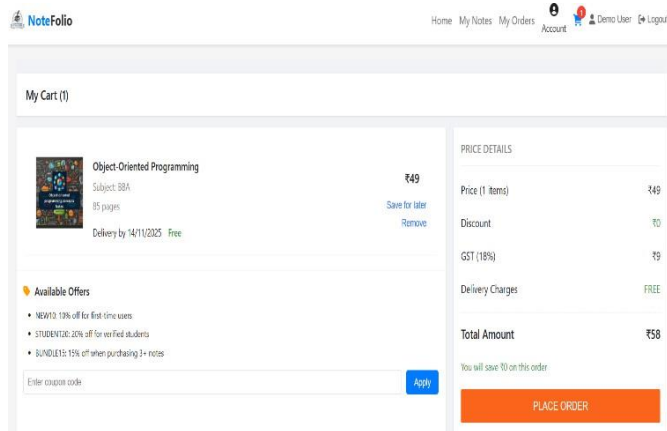 NoteFolio
Home My Notes My Orders Account 1 Demo User Logout
My Cart (1)
Object-Oriented Programming
Subject: BBA
85 pages
Delivery by 14/11/2025 Free
₹49
Save for later
Remove
Available Offers
NEW10: 10% off for first-time users
STUDENT20: 20% off for verified students
BUNDLE15: 15% off when purchasing 3+ notes
Enter coupon code
Apply
PRICE DETAILS
Price (1 items) ₹49
Discount ₹0
GST (18%) ₹9
Delivery Charges FREE
Total Amount ₹58
You will save ₹0 on this order
PLACE ORDER